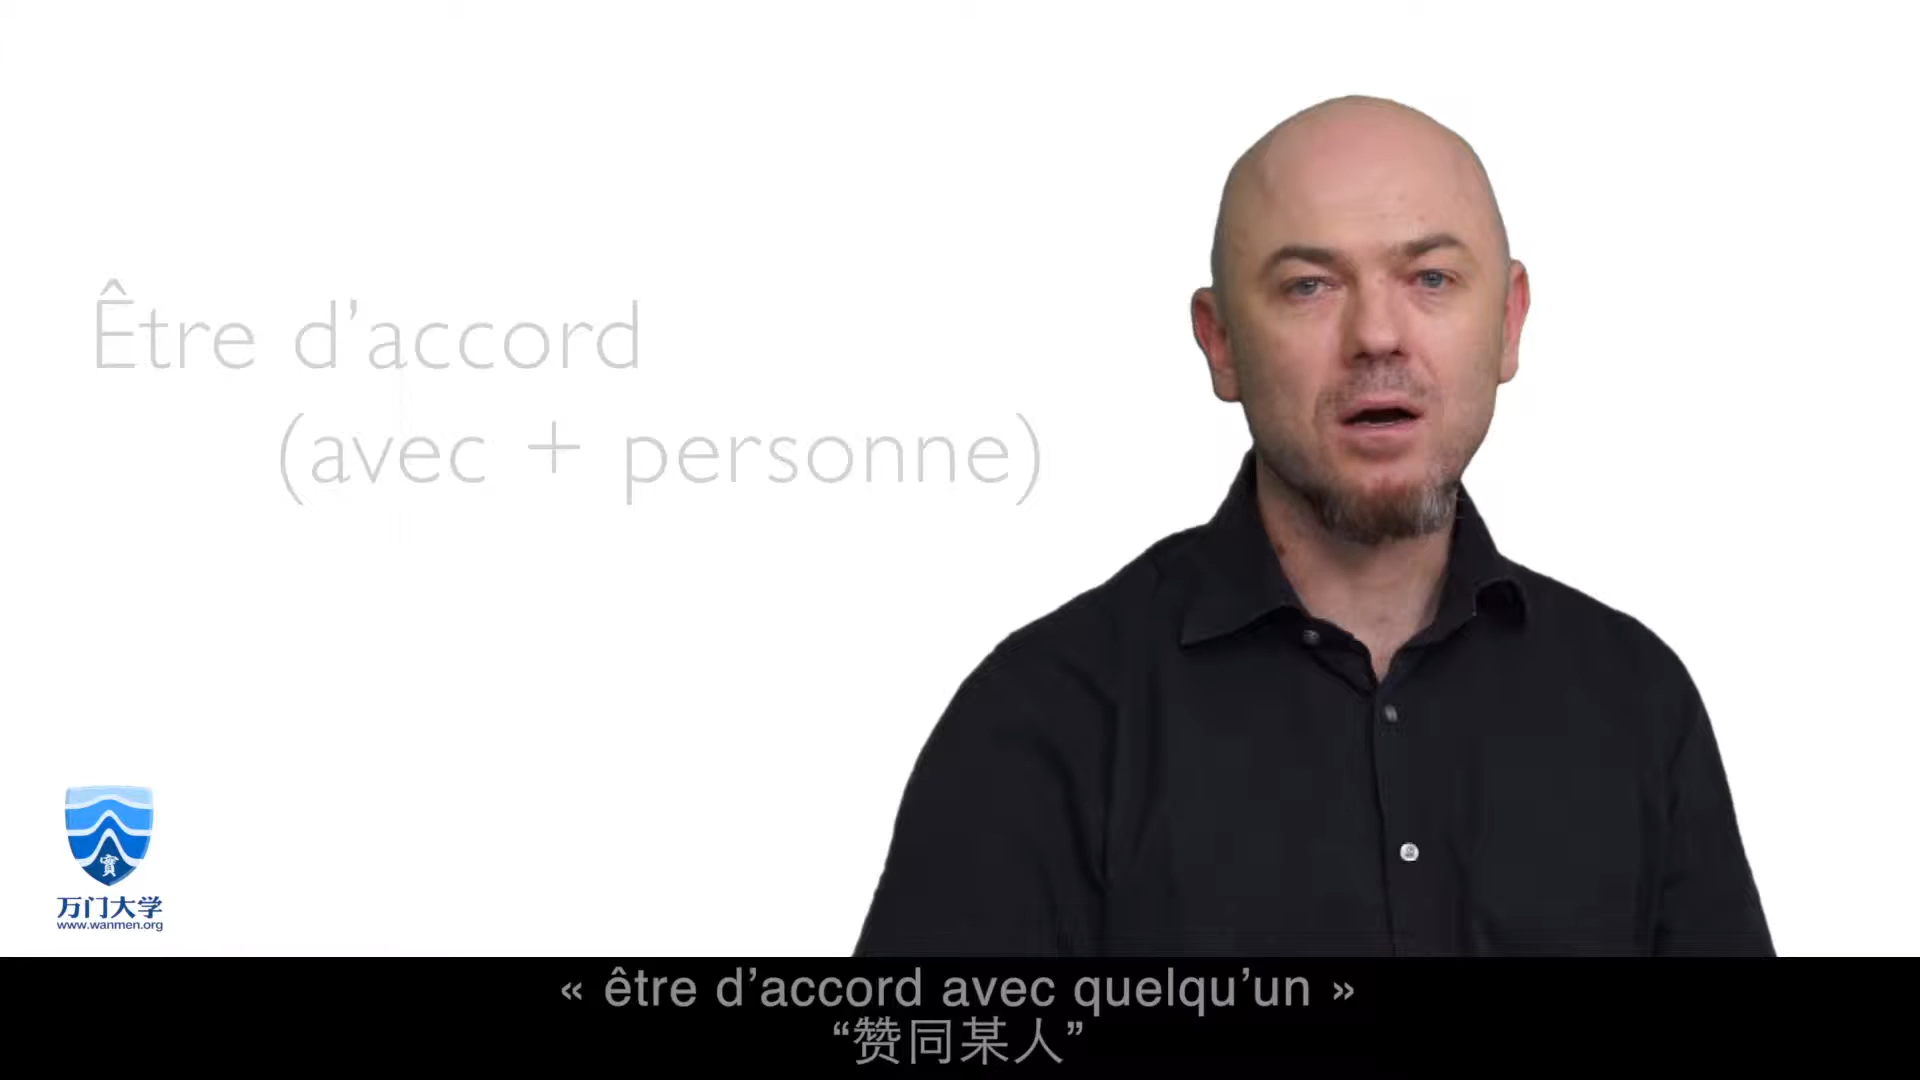 Être d’accord
(avec + personne)
寳
万门大学
www.wanmen.org
« être d’accord avec quelqu’un »
“赞同某人”